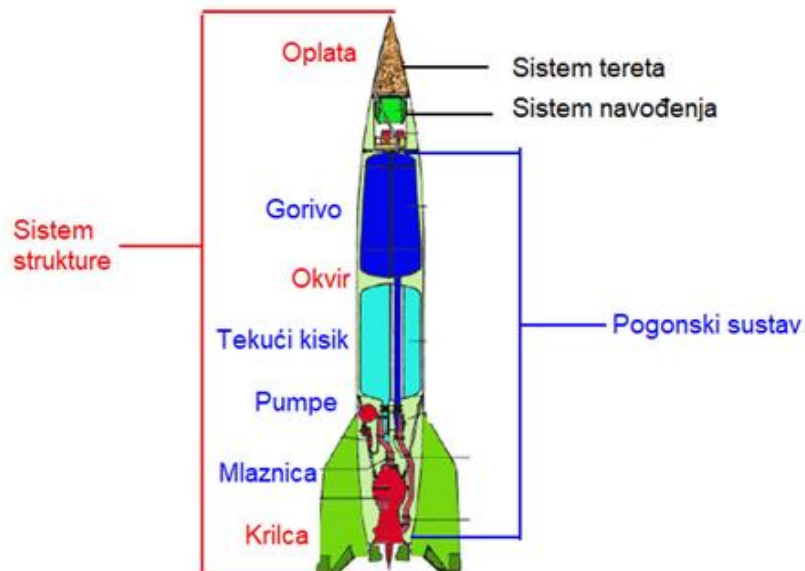 Oplata
Sistem tereta
Sistem navođenja
Gorivo
Sistem
strukture
Okvir
Tekući kisik
Pogonski sustav
Pumpe
Mlaznica
Krilca